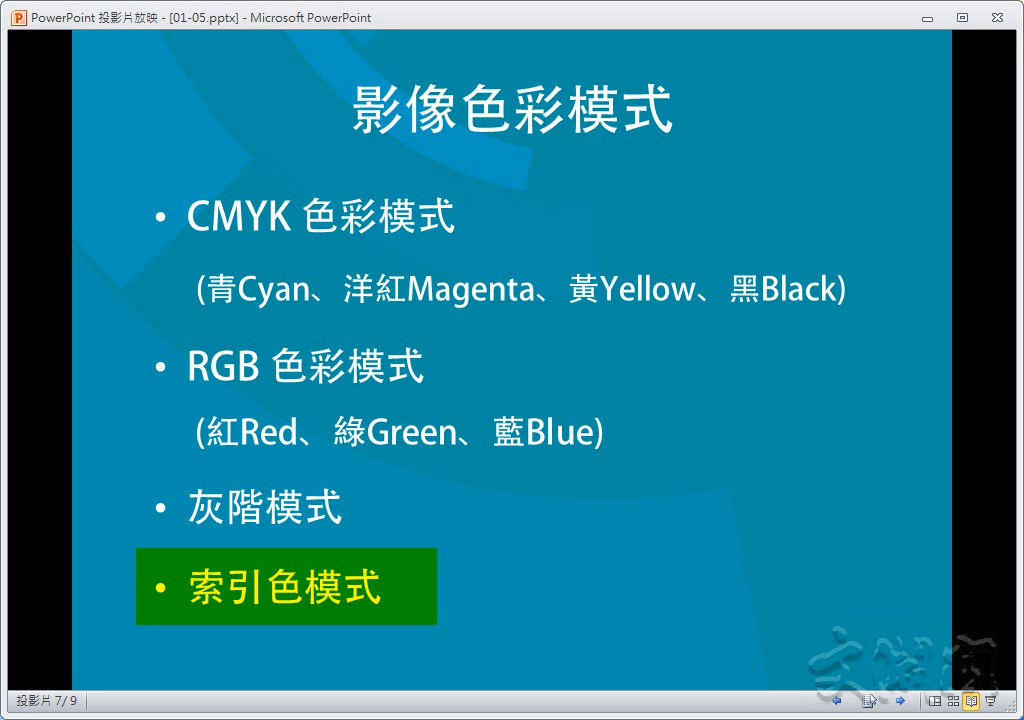 PowerPoint 投影片放映 - [01-05.pptx] - Microsoft PowerPoint
影像色彩模式
• CMYK 色彩模式
(青Cyan、洋紅Magenta、黃Yellow、黑Black)
• RGB 色彩模式
(紅Red、綠Green、藍Blue)
• 灰階模式
• 索引色模式
文淵閣
投影片 7/ 9